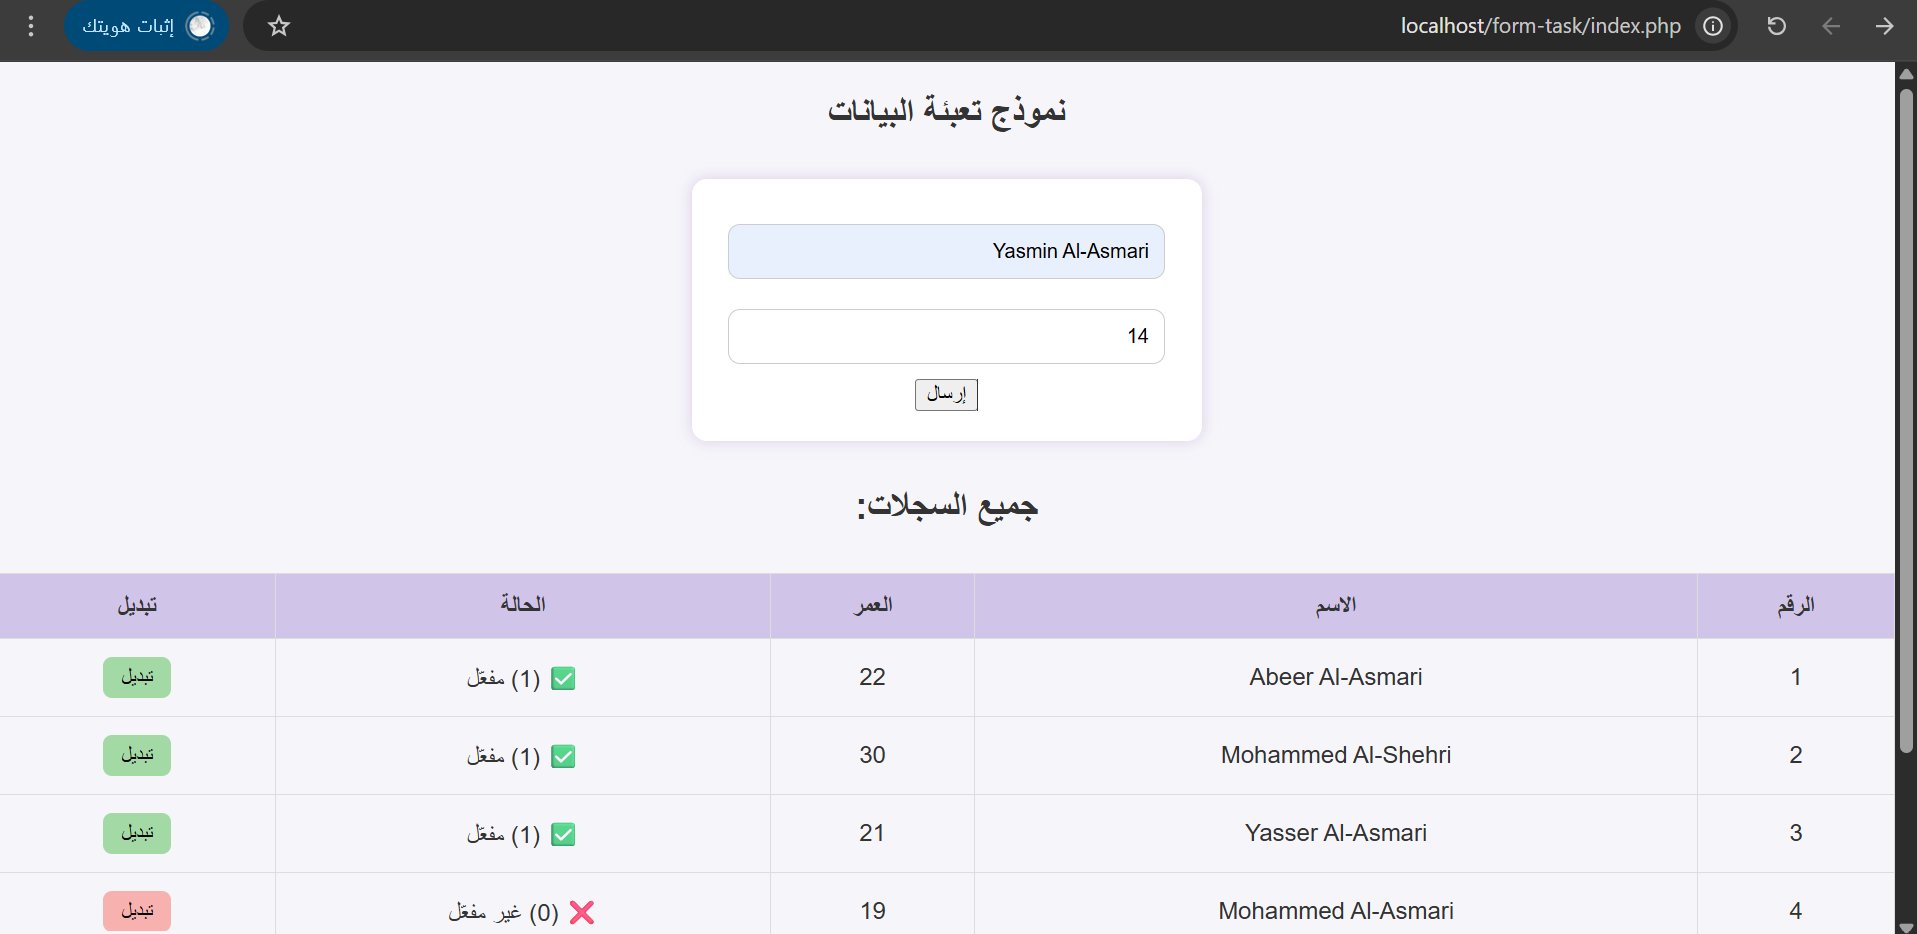 إثبات هويتك
localhost/form-task/index.php
نموذج تعبئة البيانات
Yasmin Al-Asmari
14
إرسال
جميع السجلات:
الرقم الاسم العمر الحالة تبديل
1 Abeer Al-Asmari 22 ✅ (1) مفعّل تبديل
2 Mohammed Al-Shehri 30 ✅ (1) مفعّل تبديل
3 Yasser Al-Asmari 21 ✅ (1) مفعّل تبديل
4 Mohammed Al-Asmari 19 ❌ (0) غير مفعّل تبديل